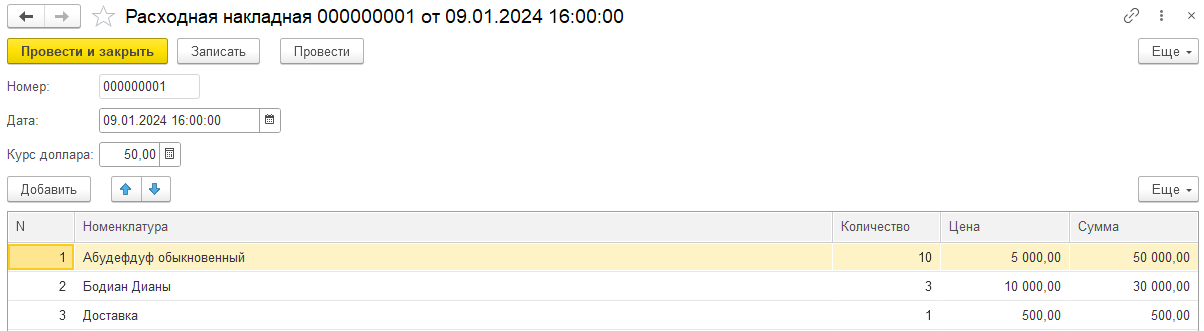 Расходная накладная 000000001 от 09.01.2024 16:00:00
Провести и закрыть Записать Провести Еще
Номер: 000000001
Дата: 09.01.2024 16:00:00
Курс доллара: 50,00
Добавить Еще
N Номенклатура Количество Цена Сумма
1 Абудефдуф обыкновенный 10 5 000,00 50 000,00
2 Бодиан Дианы 3 10 000,00 30 000,00
3 Доставка 1 500,00 500,00